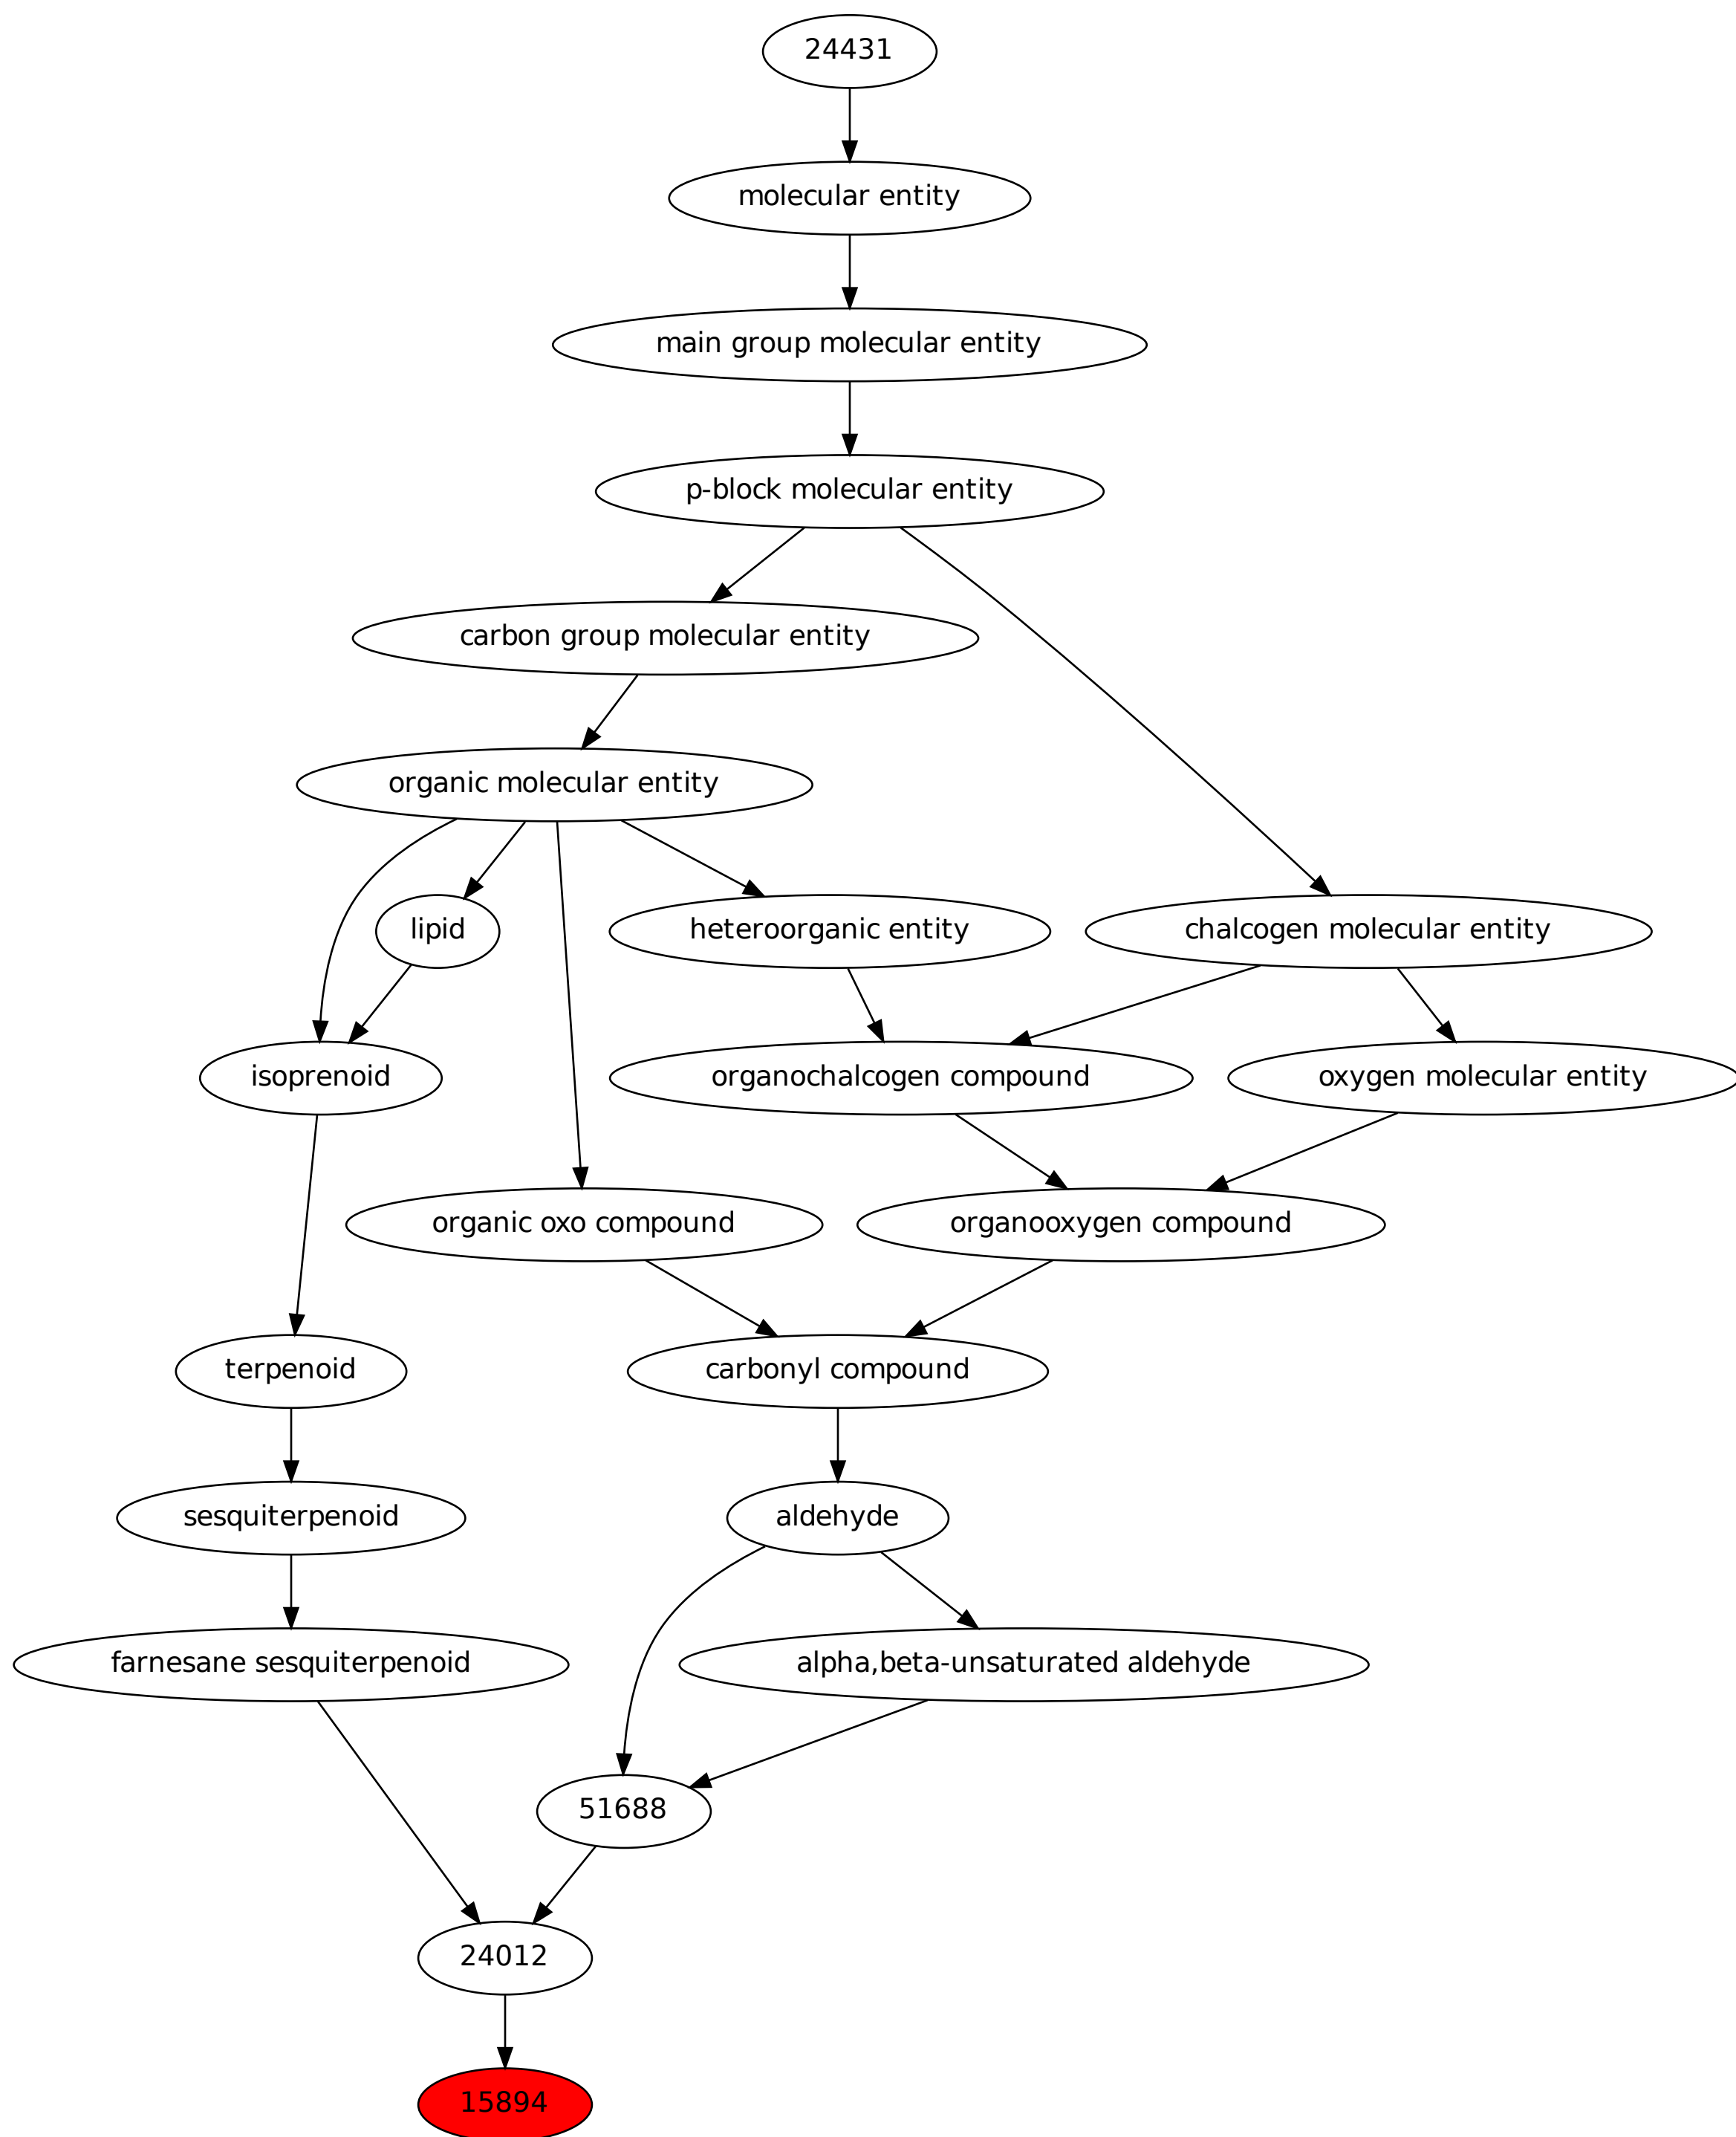 24431
molecular entity
main group molecular entity
p-block molecular entity
carbon group molecular entity
organic molecular entity
lipid
heteroorganic entity
chalcogen molecular entity
isoprenoid
organochalcogen compound
oxygen molecular entity
organic oxo compound
organooxygen compound
terpenoid
carbonyl compound
sesquiterpenoid
aldehyde
farnesane sesquiterpenoid
alpha,beta-unsaturated aldehyde
51688
24012
15894